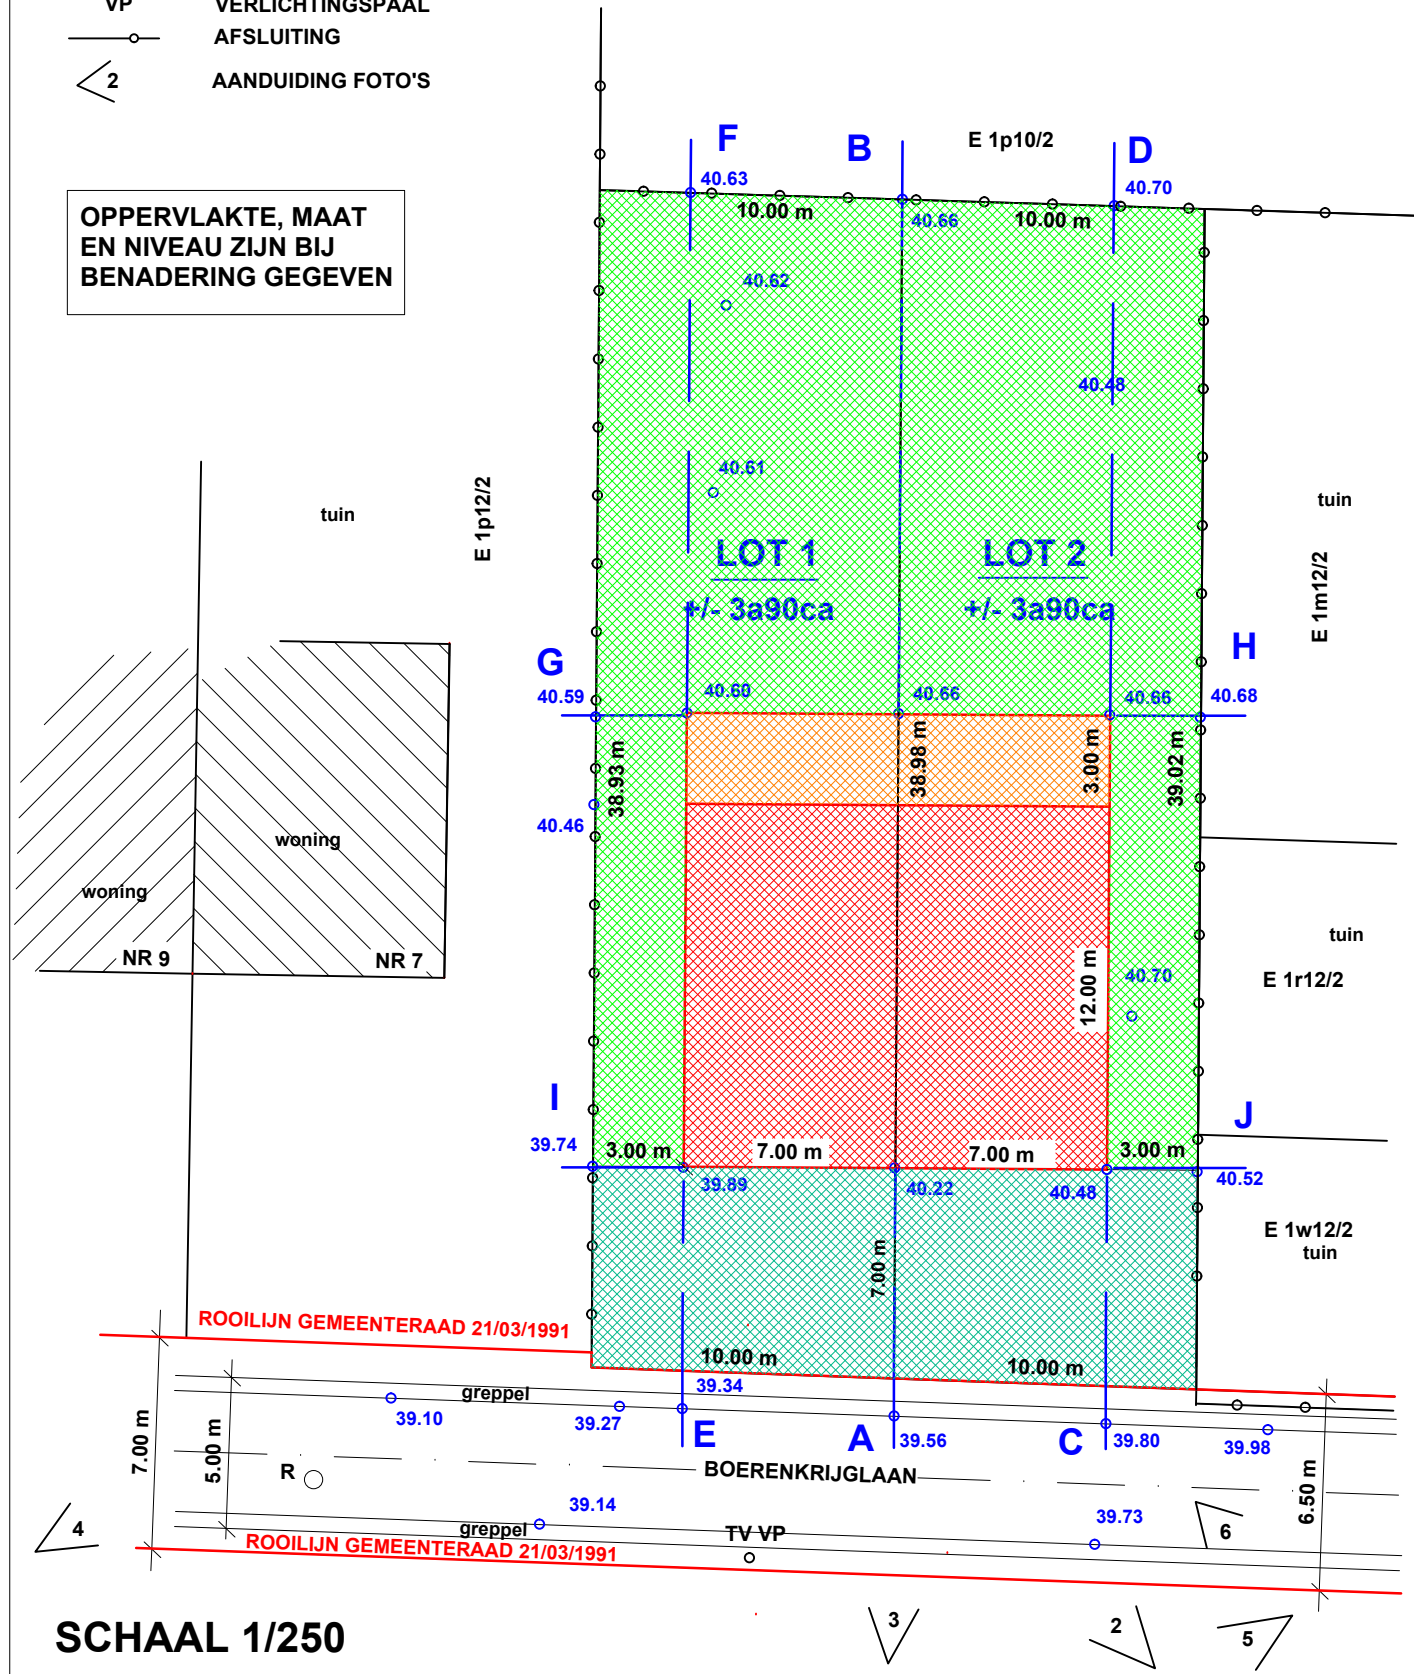 VP VERLICHTINGSPAAL
AFSLUITING
2 AANDUIDING FOTO'S
OPPERVLAKTE, MAAT
EN NIVEAU ZIJN BIJ
BENADERING GEGEVEN
F
B
E 1p10/2
D
40.63
40.70
10.00 m
40.66
10.00 m
40.62
40.48
40.61
tuin
E 1p12/2
tuin
LOT 1
+/- 3a90ca
LOT 2
+/- 3a90ca
E 1m12/2
G
H
40.59
40.60
40.66
40.66
40.68
38.93 m
38.98 m
3.00 m
39.02 m
40.46
woning
woning
NR 9
NR 7
tuin
E 1r12/2
40.70
12.00 m
I
J
39.74
3.00 m
7.00 m
7.00 m
3.00 m
39.89
40.22
40.48
40.52
E 1w12/2
tuin
7.00 m
ROOILIJN GEMEENTERAAD 21/03/1991
10.00 m
10.00 m
greppel
39.34
39.10
39.27
E
A
39.56
C
39.80
39.98
7.00 m
5.00 m
R
BOERENKRIJGLAAN
6.50 m
39.14
39.73
greppel
TV VP
ROOILIJN GEMEENTERAAD 21/03/1991
4
6
3
2
5
SCHAAL 1/250